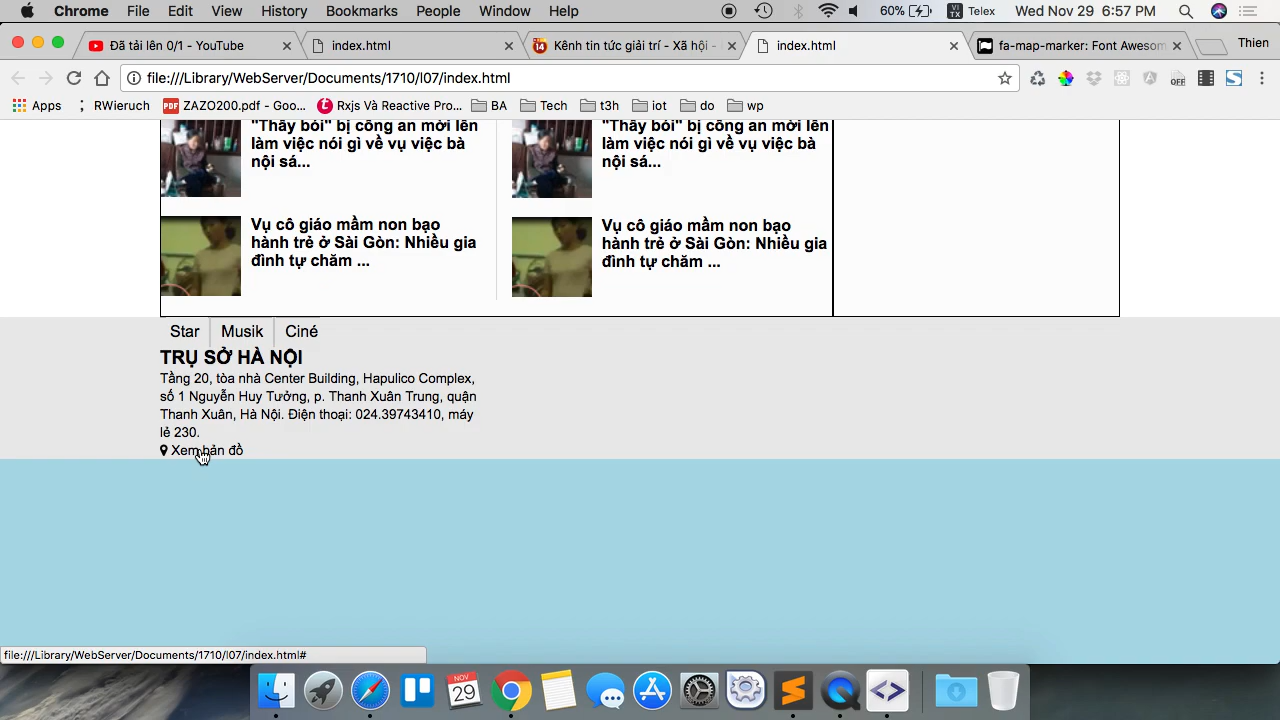 Chrome File Edit View History Bookmarks People Window Help 60% VI TX Telex Wed Nov 29 6:57 PM
Đã tải lên 0/1 - YouTube index.html 14 Kênh tin tức giải trí - Xã hội - index.html fa-map-marker: Font Awesom Thien
file:///Library/WebServer/Documents/1710/l07/index.html OFF
Apps RWieruch PDF ZAZO200.pdf - Goo... Rxjs Và Reactive Pro... BA Tech t3h iot do wp
"Thầy bói" bị công an mời lên làm việc nói gì về vụ việc bà nội sá...
"Thầy bói" bị công an mời lên làm việc nói gì về vụ việc bà nội sá...
Vụ cô giáo mầm non bạo hành trẻ ở Sài Gòn: Nhiều gia đình tự chăm ...
Vụ cô giáo mầm non bạo hành trẻ ở Sài Gòn: Nhiều gia đình tự chăm ...
Star Musik Ciné
TRỤ SỞ HÀ NỘI
Tầng 20, tòa nhà Center Building, Hapulico Complex,
số 1 Nguyễn Huy Tưởng, p. Thanh Xuân Trung, quận
Thanh Xuân, Hà Nội. Điện thoại: 024.39743410, máy
lẻ 230.
Xem bản đồ
file:///Library/WebServer/Documents/1710/l07/index.html#
NOV
29